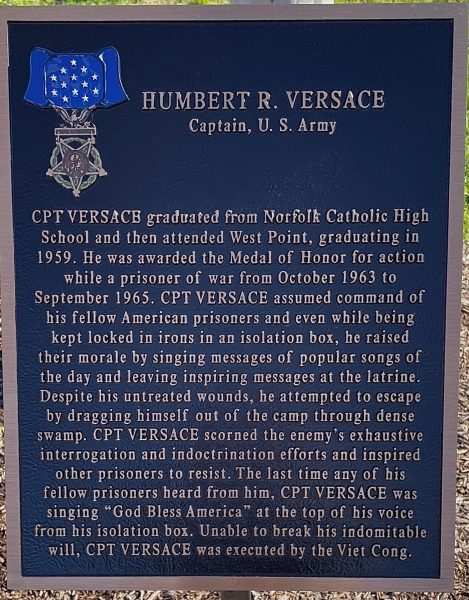 HUMBERT R. VERSACE
Captain, U. S. Army
CPT VERSACE graduated from Norfolk Catholic High
School and then attended West Point, graduating in
1959. He was awarded the Medal of Honor for action
while a prisoner of war from October 1963 to
September 1965. CPT VERSACE assumed command of
his fellow American prisoners and even while being
kept locked in irons in an isolation box, he raised
their morale by singing messages of popular songs of
the day and leaving inspiring messages at the latrine.
Despite his untreated wounds, he attempted to escape
by dragging himself out of the camp through dense
swamp. CPT VERSACE scorned the enemy's exhaustive
interrogation and indoctrination efforts and inspired
other prisoners to resist. The last time any of his
fellow prisoners heard from him, CPT VERSACE was
singing "God Bless America" at the top of his voice
from his isolation box. Unable to break his indomitable
will, CPT VERSACE was executed by the Viet Cong.